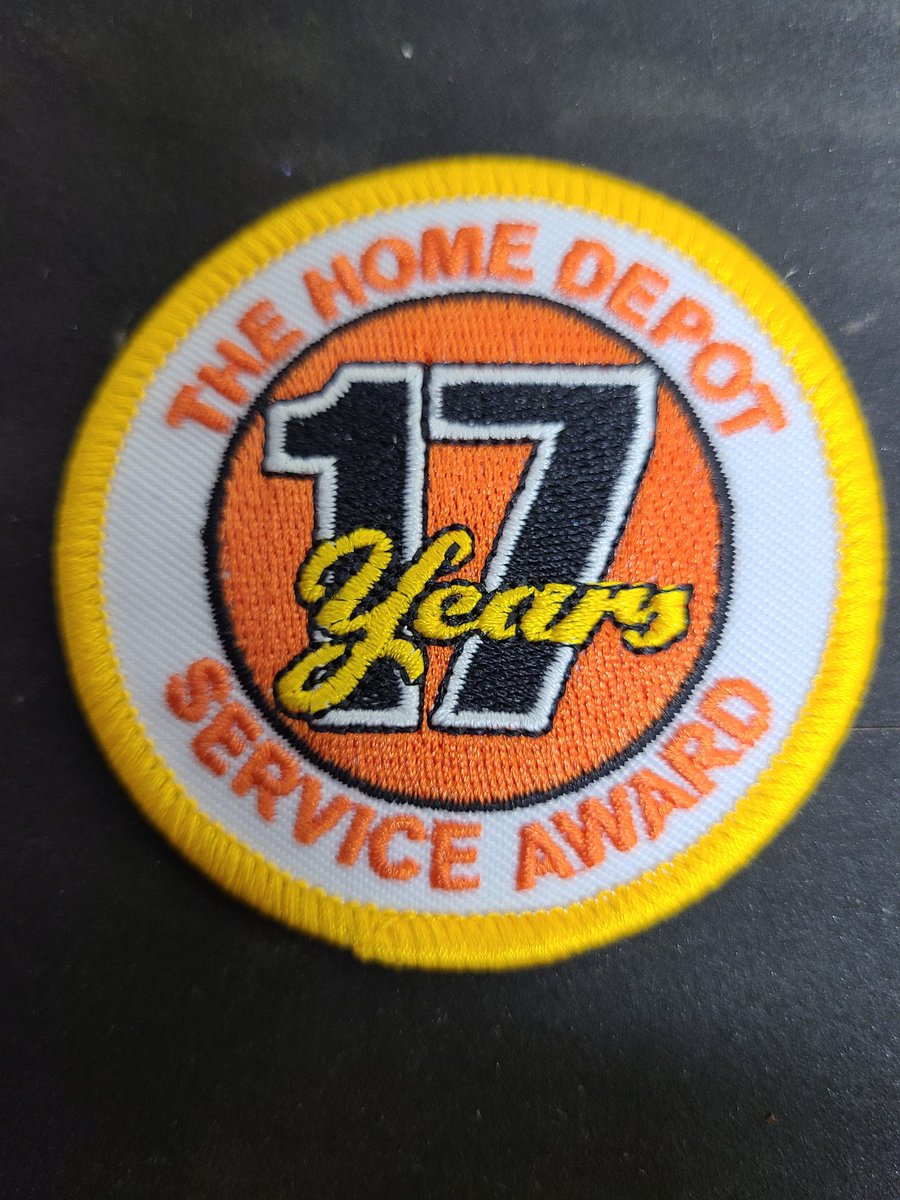 THE HOME DEPOT
17
Years
SERVICE AWARD